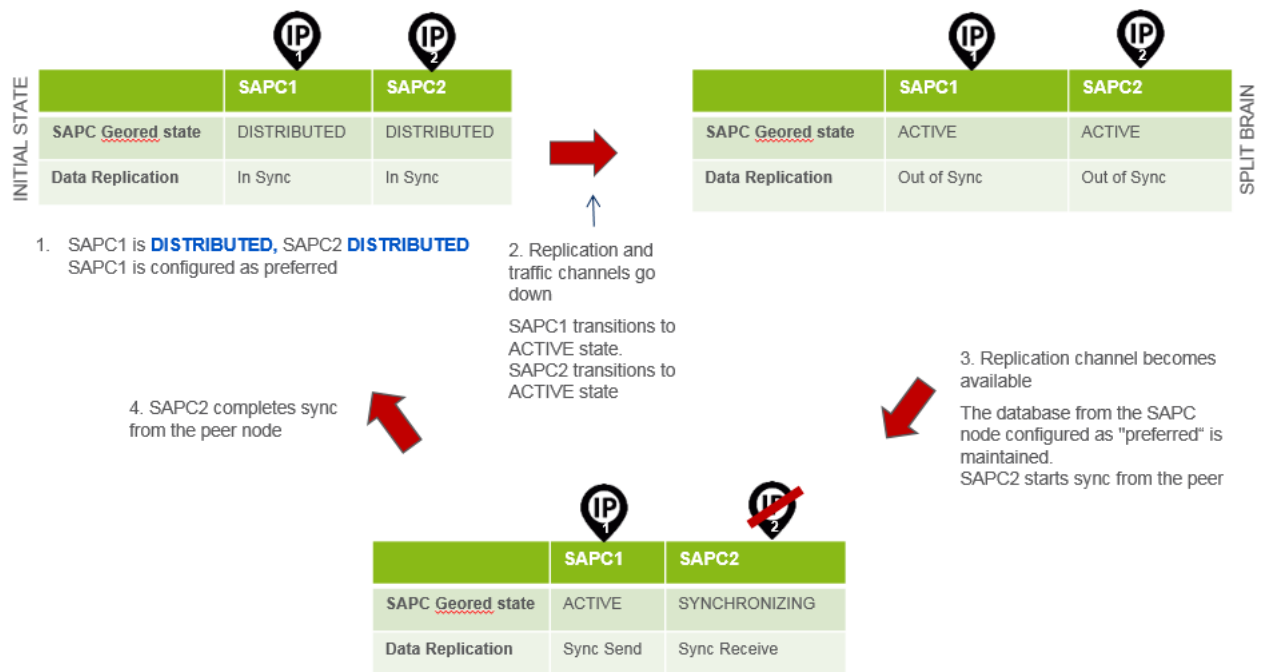 IP
1
IP
2
IP
1
IP
2
INITIAL STATE
SAPC1 SAPC2
SAPC Geored state DISTRIBUTED DISTRIBUTED
Data Replication In Sync In Sync
SAPC1 SAPC2
SAPC Geored state ACTIVE ACTIVE
Data Replication Out of Sync Out of Sync
SPLIT BRAIN
1. SAPC1 is DISTRIBUTED, SAPC2 DISTRIBUTED
SAPC1 is configured as preferred
2. Replication and
traffic channels go
down
SAPC1 transitions to
ACTIVE state.
SAPC2 transitions to
ACTIVE state
3. Replication channel becomes
available
The database from the SAPC
node configured as "preferred“ is
maintained.
SAPC2 starts sync from the peer
4. SAPC2 completes sync
from the peer node
IP
1
IP
2
SAPC1 SAPC2
SAPC Geored state ACTIVE SYNCHRONIZING
Data Replication Sync Send Sync Receive